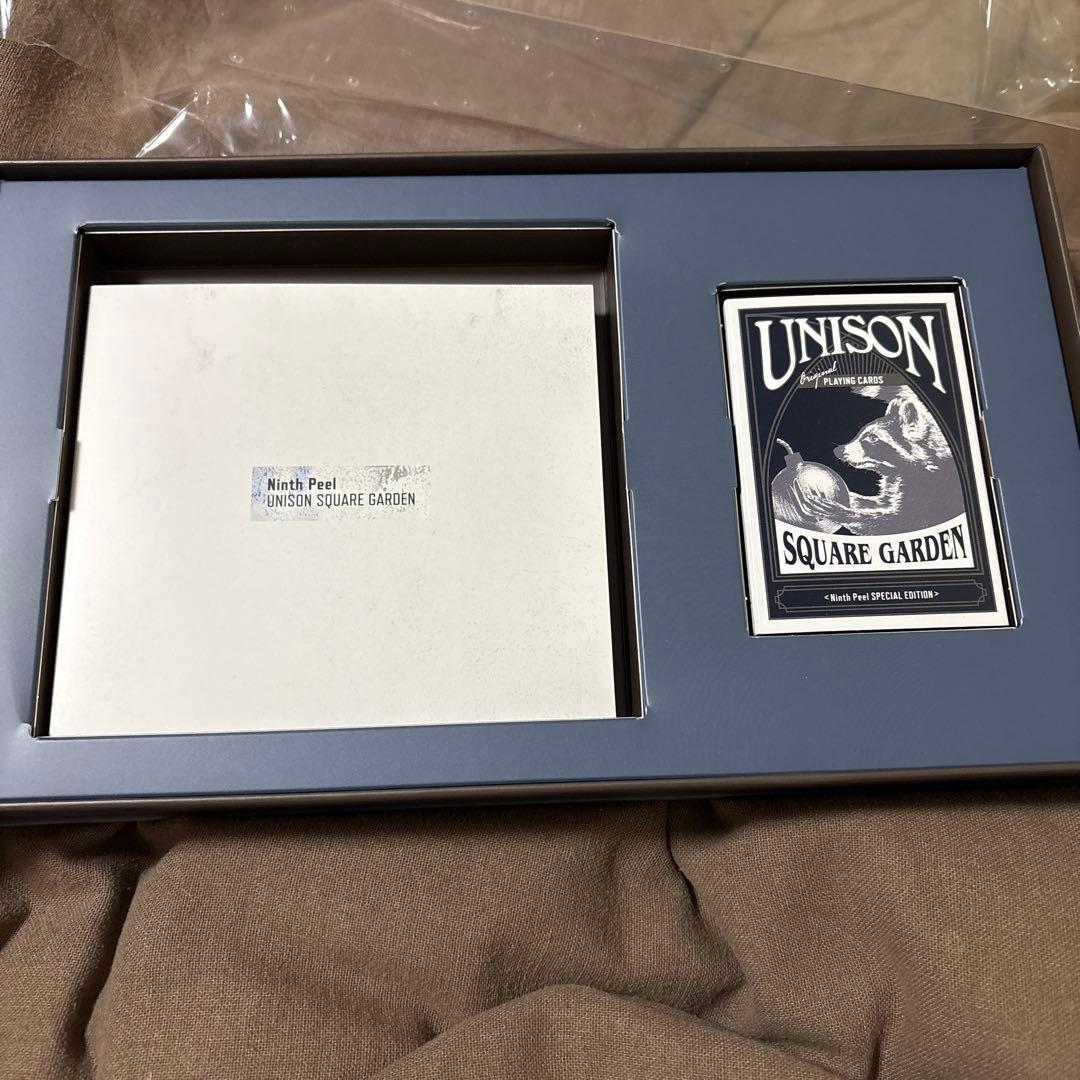 Ninth Peel
UNISON SQUARE GARDEN
UNISON
Original PLAYING CARDS
SQUARE GARDEN
<Ninth Peel SPECIAL EDITION>